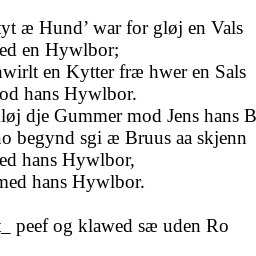 tyt æ Hund’ war for gløj en Vals
ed en Hywlbor;
wirlt en Kytter fræ hwer en Sals
od hans Hywlbor.
løj dje Gummer mod Jens hans B
o begynd sgi æ Bruus aa skjenn
ed hans Hywlbor,
med hans Hywlbor.
_ peef og klawed sæ uden Ro